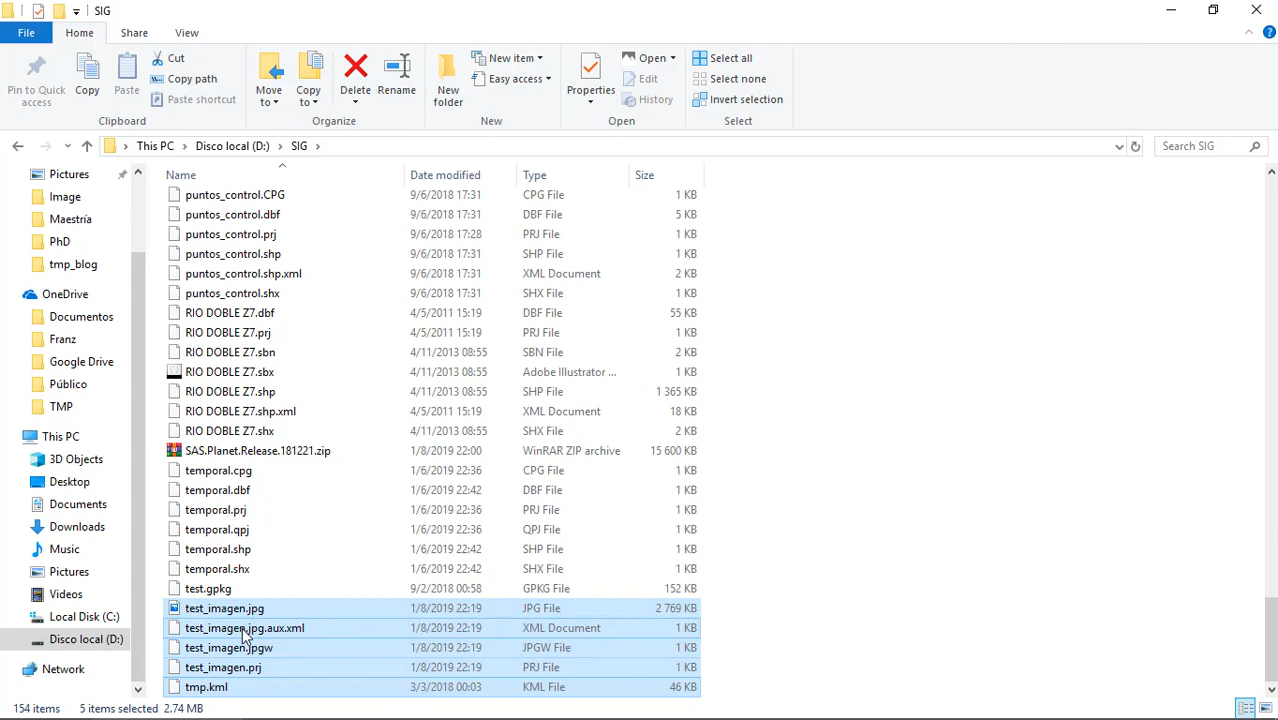 SIG
File Home Share View
Pin to Quick access
Copy
Paste
Cut
Copy path
Paste shortcut
Clipboard
Move to
Copy to
Delete
Rename
Organize
New folder
New item
Easy access
New
Properties
Open
Edit
History
Open
Select all
Select none
Invert selection
Select
This PC Disco local (D:) SIG
Search SIG
Pictures
Image
Maestría
PhD
tmp_blog
OneDrive
Documentos
Franz
Google Drive
Público
TMP
This PC
3D Objects
Desktop
Documents
Downloads
Music
Pictures
Videos
Local Disk (C:)
Disco local (D:)
Network
Name Date modified Type Size
puntos_control.CPG 9/6/2018 17:31 CPG File 1 KB
puntos_control.dbf 9/6/2018 17:31 DBF File 5 KB
puntos_control.prj 9/6/2018 17:28 PRJ File 1 KB
puntos_control.shp 9/6/2018 17:31 SHP File 1 KB
puntos_control.shp.xml 9/6/2018 17:31 XML Document 2 KB
puntos_control.shx 9/6/2018 17:31 SHX File 1 KB
RIO DOBLE Z7.dbf 4/5/2011 15:19 DBF File 55 KB
RIO DOBLE Z7.prj 4/5/2011 15:19 PRJ File 1 KB
RIO DOBLE Z7.sbn 4/11/2013 08:55 SBN File 2 KB
RIO DOBLE Z7.sbx 4/11/2013 08:55 Adobe Illustrator ... 1 KB
RIO DOBLE Z7.shp 4/11/2013 08:55 SHP File 1 365 KB
RIO DOBLE Z7.shp.xml 4/5/2011 15:19 XML Document 18 KB
RIO DOBLE Z7.shx 4/11/2013 08:55 SHX File 2 KB
SAS.Planet.Release.181221.zip 1/8/2019 22:00 WinRAR ZIP archive 15 600 KB
temporal.cpg 1/6/2019 22:36 CPG File 1 KB
temporal.dbf 1/6/2019 22:42 DBF File 1 KB
temporal.prj 1/6/2019 22:36 PRJ File 1 KB
temporal.qpj 1/6/2019 22:36 QPJ File 1 KB
temporal.shp 1/6/2019 22:42 SHP File 1 KB
temporal.shx 1/6/2019 22:42 SHX File 1 KB
test.gpkg 9/2/2018 00:58 GPKG File 152 KB
test_imagen.jpg 1/8/2019 22:19 JPG File 2 769 KB
test_imagen.jpg.aux.xml 1/8/2019 22:19 XML Document 1 KB
test_imagen.jpgw 1/8/2019 22:19 JPGW File 1 KB
test_imagen.prj 1/8/2019 22:19 PRJ File 1 KB
tmp.kml 3/3/2018 00:03 KML File 46 KB
154 items 5 items selected 2.74 MB